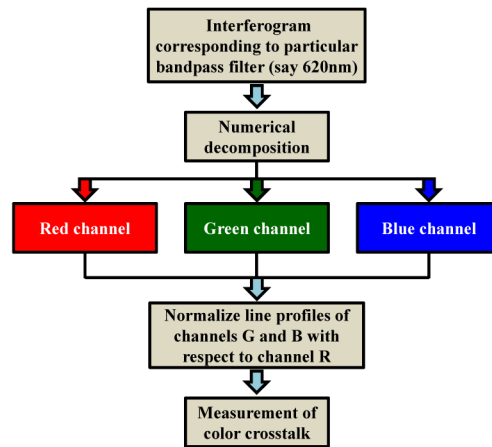 Interferogram
corresponding to particular
bandpass filter (say 620nm)
Numerical
decomposition
Red channel
Green channel
Blue channel
Normalize line profiles of
channels G and B with
respect to channel R
Measurement of
color crosstalk